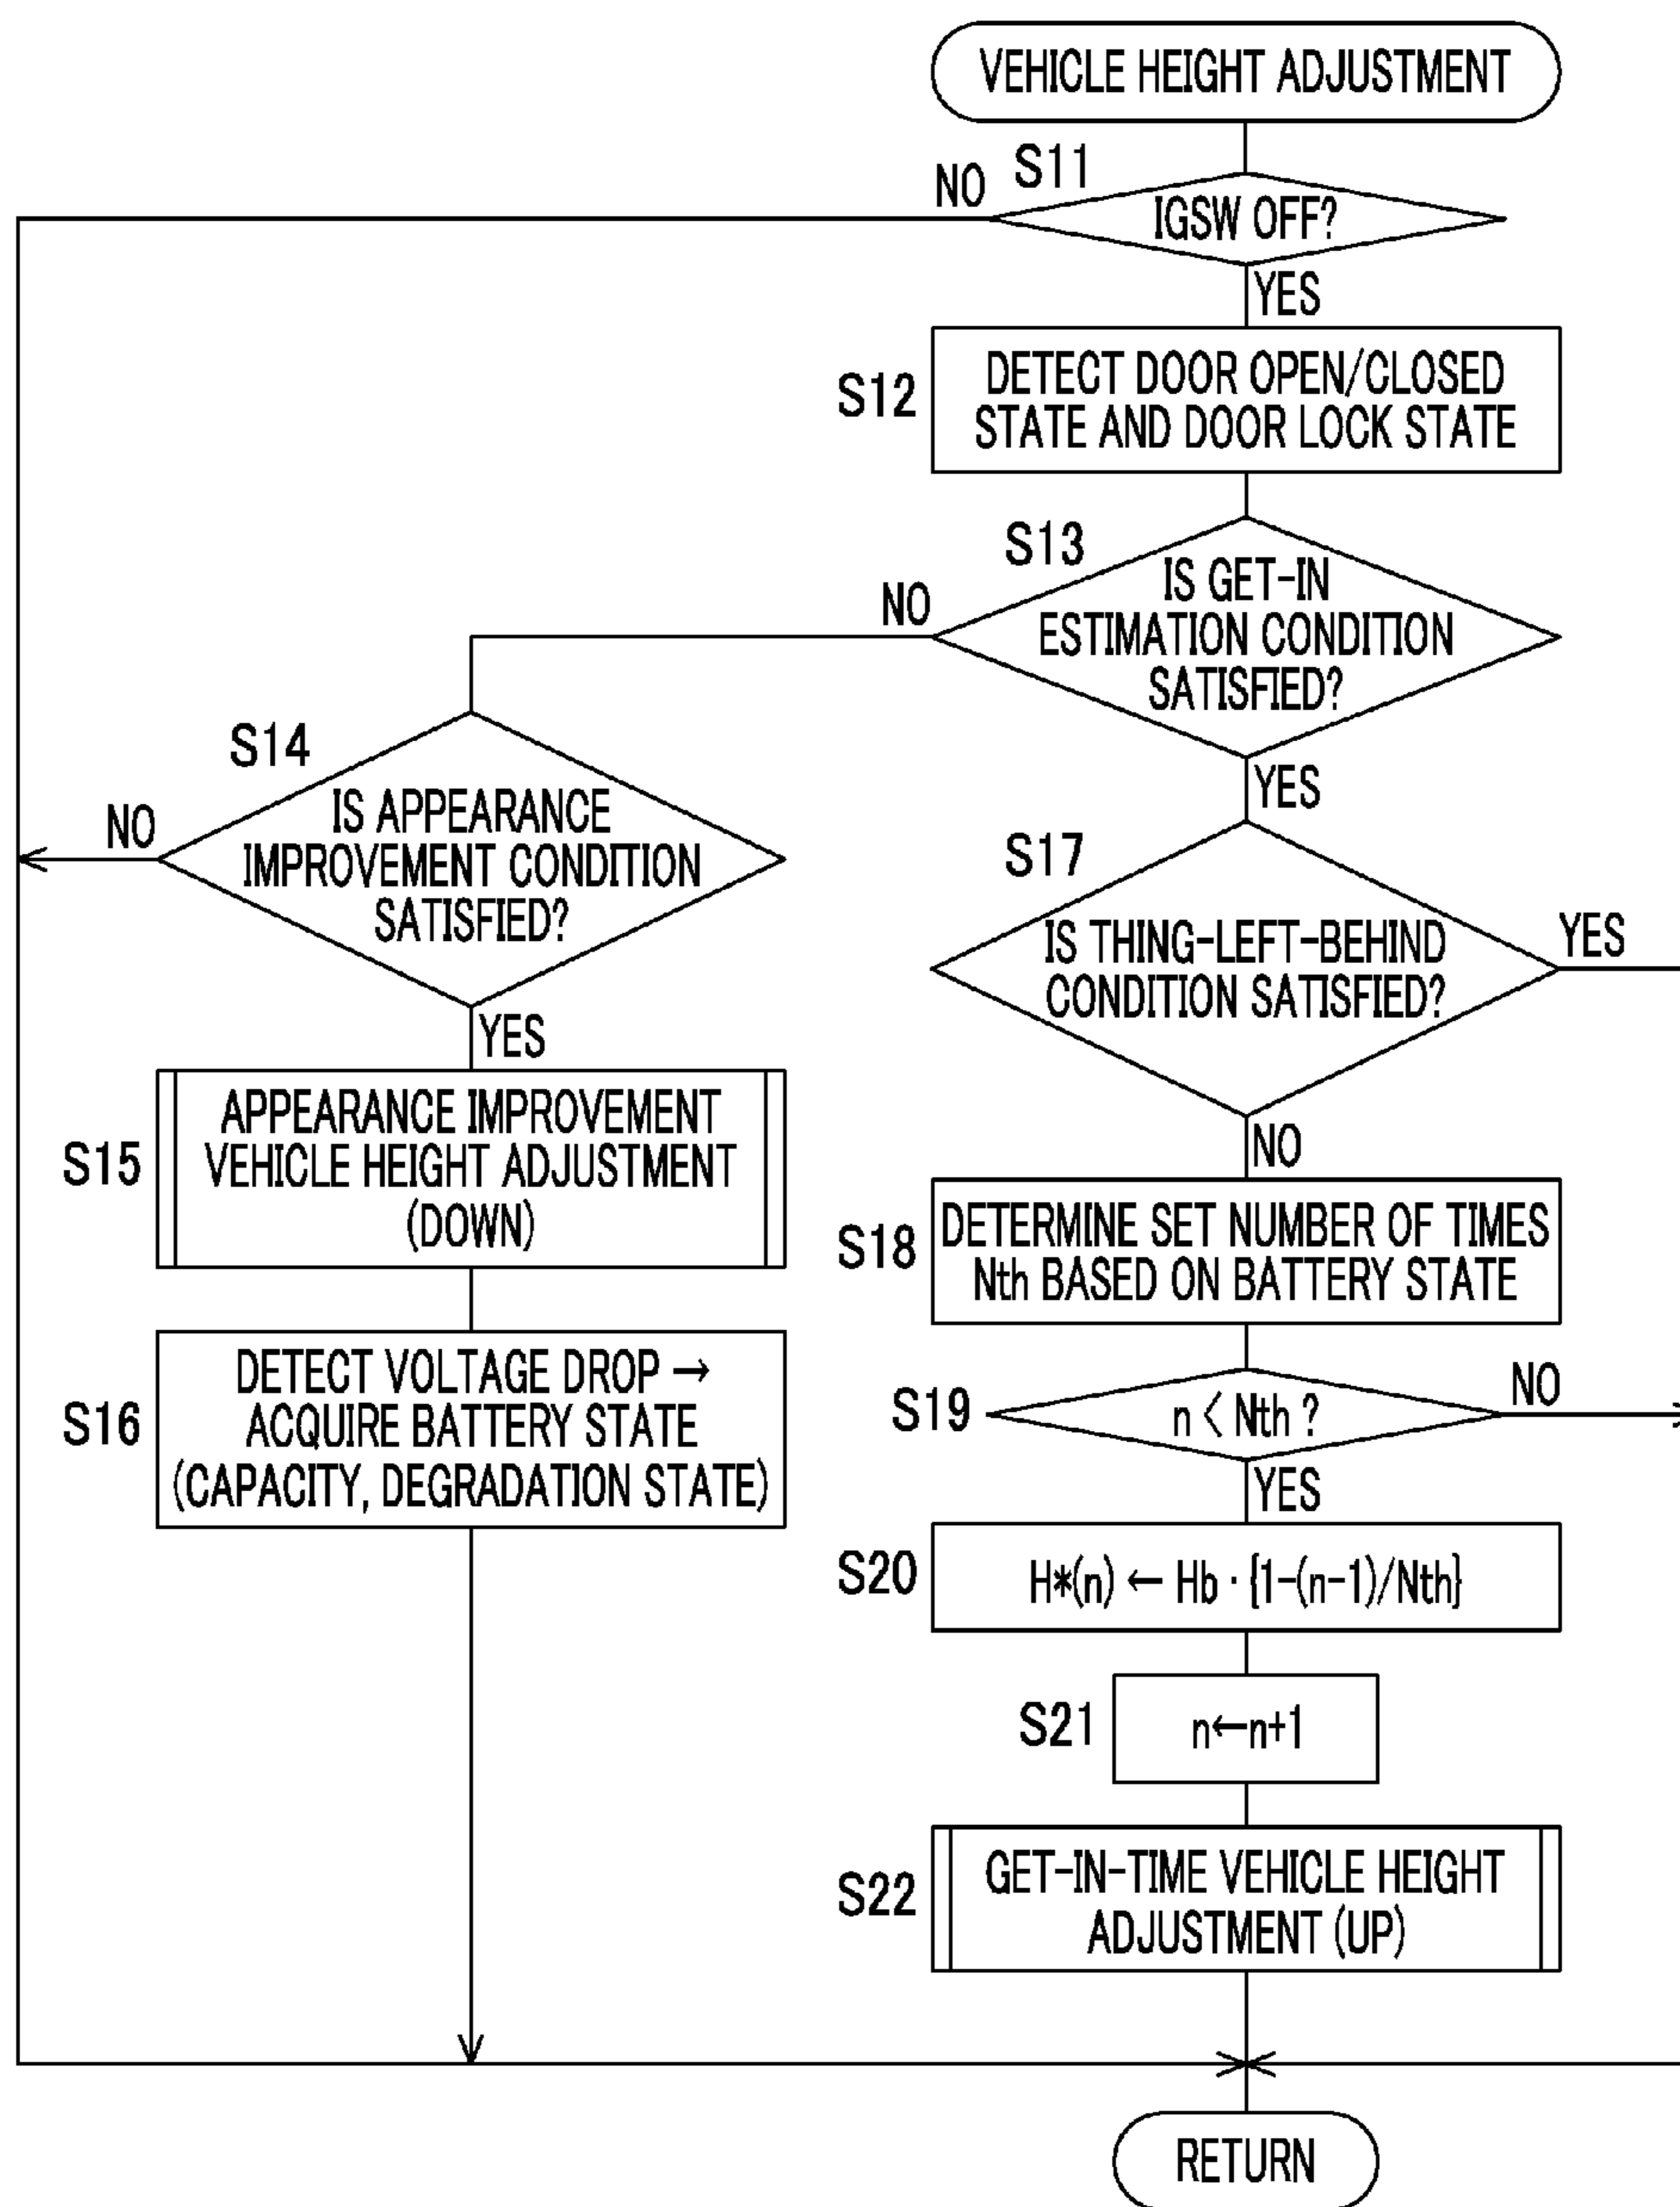 VEHICLE HEIGHT ADJUSTMENT
S11
NO
IGSW OFF?
YES
S12
DETECT DOOR OPEN/CLOSED
STATE AND DOOR LOCK STATE
S13
NO
IS GET-IN
ESTIMATION CONDITION
SATISFIED?
YES
S14
NO
IS APPEARANCE
IMPROVEMENT CONDITION
SATISFIED?
YES
S15
APPEARANCE IMPROVEMENT
VEHICLE HEIGHT ADJUSTMENT
(DOWN)
S16
DETECT VOLTAGE DROP →
ACQUIRE BATTERY STATE
(CAPACITY, DEGRADATION STATE)
S17
IS THING-LEFT-BEHIND
CONDITION SATISFIED?
YES
NO
S18
DETERMINE SET NUMBER OF TIMES
Nth BASED ON BATTERY STATE
S19
n < Nth ?
NO
YES
S20
H*(n) ← Hb · {1-(n-1)/Nth}
S21
n←n+1
S22
GET-IN-TIME VEHICLE HEIGHT
ADJUSTMENT (UP)
RETURN